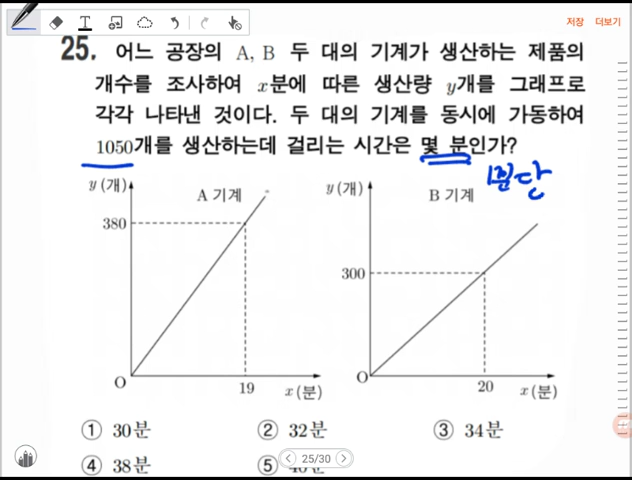 저장 더보기
25. 어느 공장의 A, B 두 대의 기계가 생산하는 제품의
개수를 조사하여 x분에 따른 생산량 y개를 그래프로
각각 나타낸 것이다. 두 대의 기계를 동시에 가동하여
1050개를 생산하는데 걸리는 시간은 몇 분인가?
1분당
y(개) A 기계
380
O 19 x(분)
y(개) B 기계
300
O 20 x(분)
① 30분 ② 32분 ③ 34분
④ 38분 ⑤
25/30